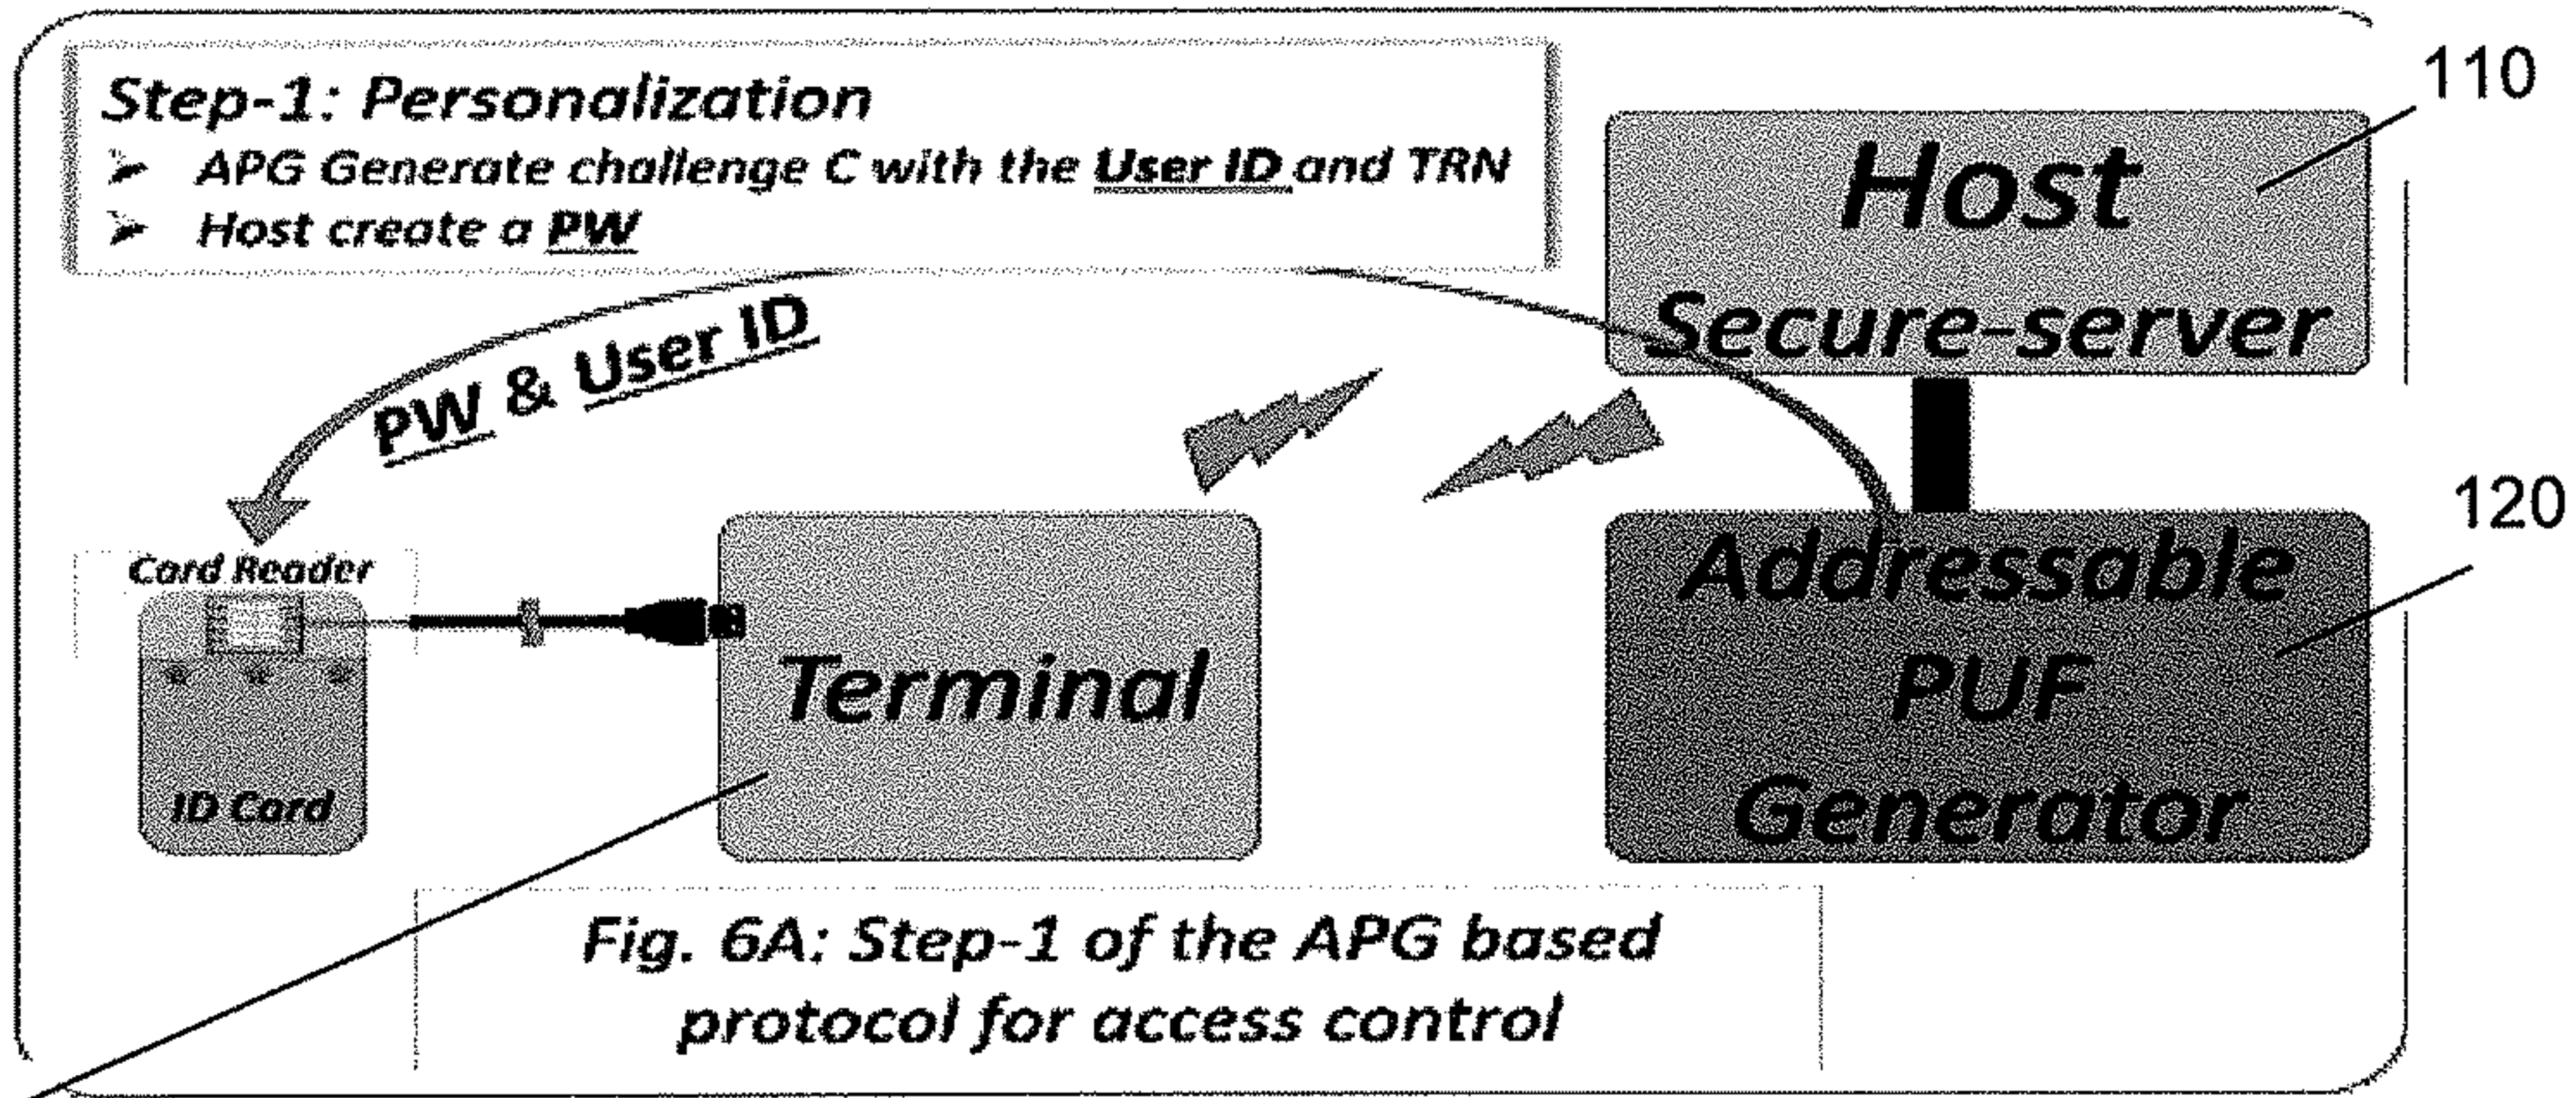 Step-1: Personalization
➢ APG Generate challenge C with the User ID and TRN
➢ Host create a PW
110
Host
Secure-server
PW & User ID
120
Card Reader
ID Card
Terminal
Addressable
PUF
Generator
Fig. 6A: Step-1 of the APG based
protocol for access control